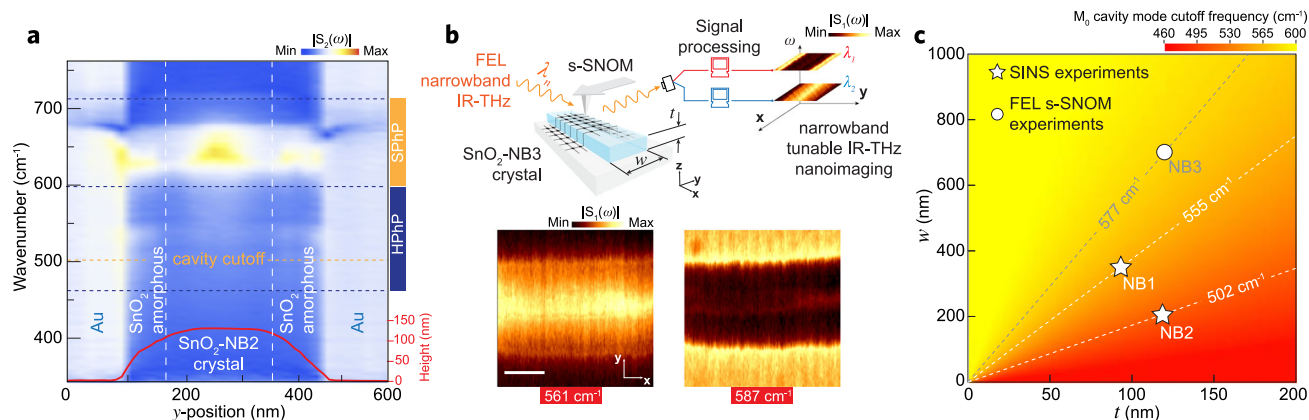 a
|S₂(ω)|
Min Max
Wavenumber (cm⁻¹)
700
600
500
400
SPhP
HPhP
cavity cutoff
Au
SnO₂
amorphous
SnO₂
amorphous
Au
SnO₂-NB2
crystal
150
100
50
0
Height (nm)
0 200 400 600
y-position (nm)
b
FEL
narrowband
IR-THz
λᵢ
s-SNOM
Signal
processing
|S₁(ω)|
Min Max
ω
λ₁
λ₂
y
x
t
w
SnO₂-NB3
crystal
z
y
x
narrowband
tunable IR-THz
nanoimaging
|S₁(ω)|
Min Max
y
x
561 cm⁻¹
587 cm⁻¹
c
M₀ cavity mode cutoff frequency (cm⁻¹)
460 495 530 565 600
1000
800
600
400
200
0
w (nm)
SINS experiments
FEL s-SNOM
experiments
NB3
577 cm⁻¹
555 cm⁻¹
NB1
502 cm⁻¹
NB2
0 50 100 150 200
t (nm)